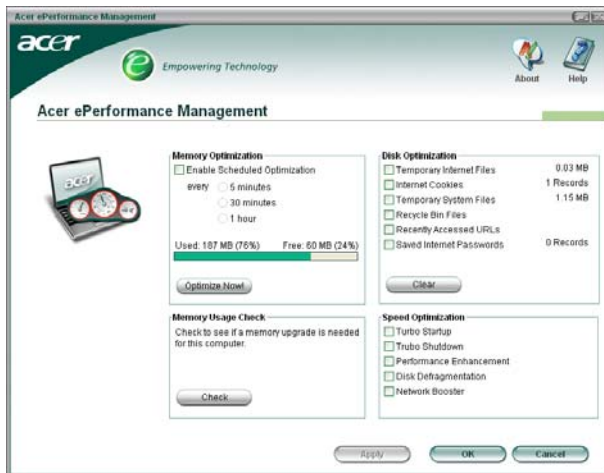 Acer ePerformance Management
acer
e
Empowering Technology
About
Help
Acer ePerformance Management
acer
Memory Optimization
Enable Scheduled Optimization
every
5 minutes
30 minutes
1 hour
Used: 187 MB (76%) Free: 60 MB (24%)
Optimize Now!
Disk Optimization
Temporary Internet Files 0.03 MB
Internet Cookies 1 Records
Temporary System Files 1.15 MB
Recycle Bin Files
Recently Accessed URLs
Saved Internet Passwords 0 Records
Clear
Memory Usage Check
Check to see if a memory upgrade is needed
for this computer.
Check
Speed Optimization
Turbo Startup
Trubo Shutdown
Performance Enhancement
Disk Defragmentation
Network Booster
Apply
OK
Cancel